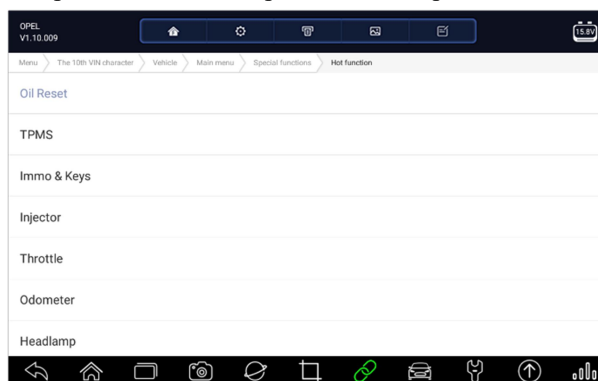 OPEL
V1.10.009
15.8V
Menu The 10th VIN character Vehicle Main menu Special functions Hot function
Oil Reset
TPMS
Immo & Keys
Injector
Throttle
Odometer
Headlamp